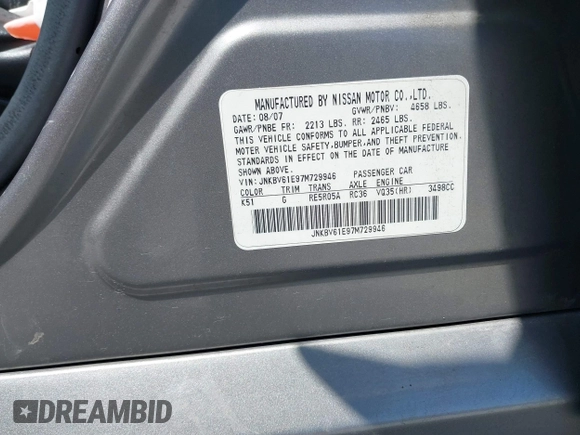 MANUFACTURED BY NISSAN MOTOR CO.,LTD.
DATE: 08/07 GVWR/PNBV: 4658 LBS.
GAWR/PNBE FR: 2213 LBS. RR: 2465 LBS.
THIS VEHICLE CONFORMS TO ALL APPLICABLE FEDERAL
MOTOR VEHICLE SAFETY,BUMPER,AND THEFT PREVENTION
STANDARDS IN EFFECT ON THE DATE OF MANUFACTURE
SHOWN ABOVE.
VIN: JNKBV61E97M729946 PASSENGER CAR
COLOR TRIM TRANS AXLE ENGINE
K51 G RE5R05A RC36 VQ35(HR) 3498CC
JNKBV61E97M729946
DREAMBID